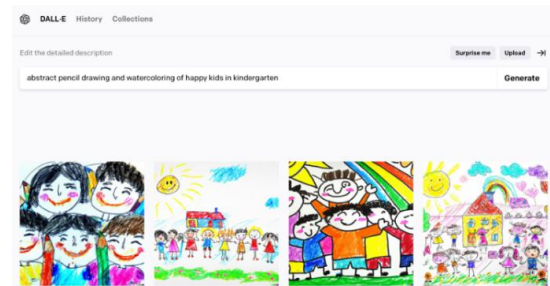 DALL·E History Collections
Edit the detailed description Surprise me Upload
abstract pencil drawing and watercoloring of happy kids in kindergarten Generate